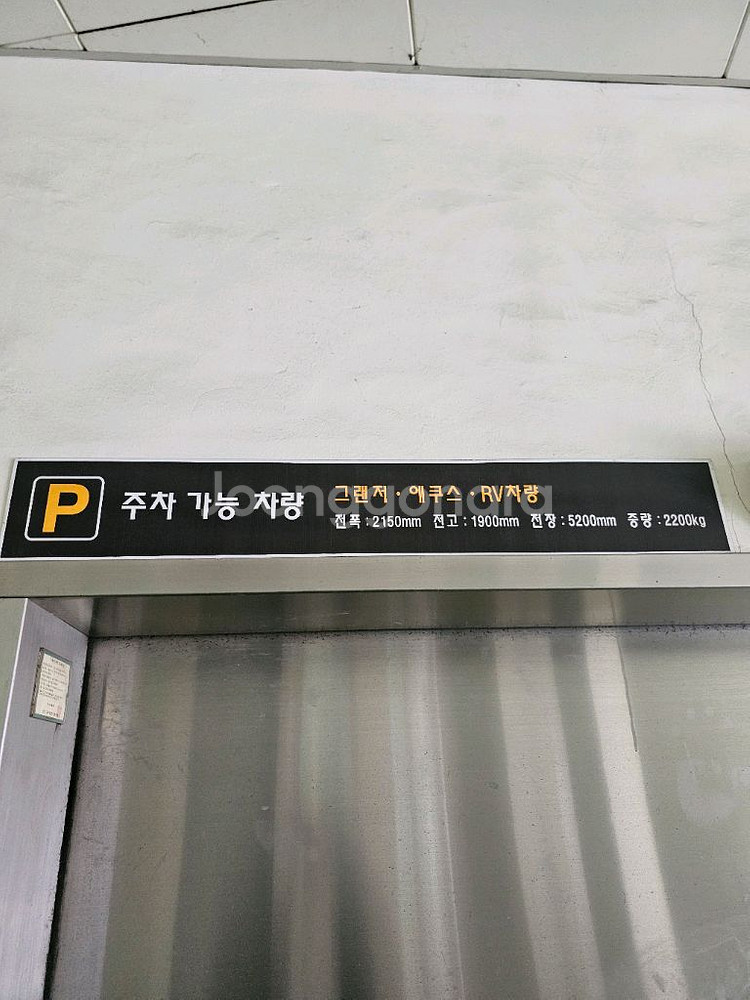 P 주차 가능 차량
그랜저 · 에쿠스 · RV차량
전폭 : 2150mm 전고 : 1900mm 전장 : 5200mm 중량 : 2200kg
joonggonara